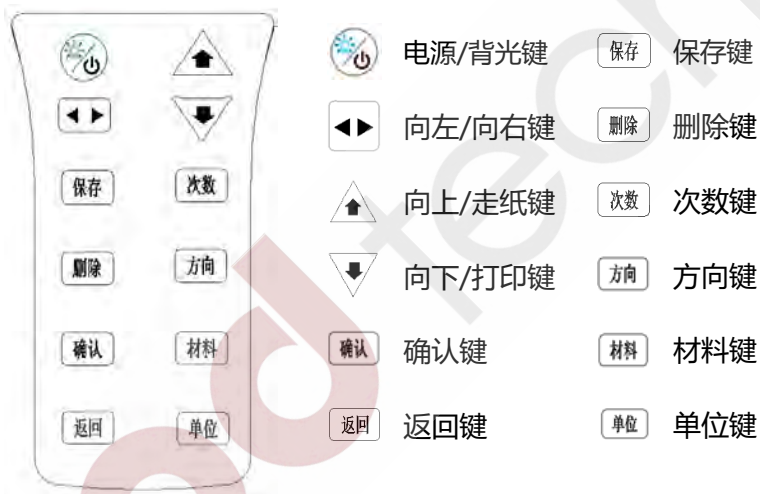 保存 次数
删除 方向
确认 材料
返回 单位
电源/背光键 保存 保存键
向左/向右键 删除 删除键
向上/走纸键 次数 次数键
向下/打印键 方向 方向键
确认 确认键 材料 材料键
返回 返回键 单位 单位键
tech